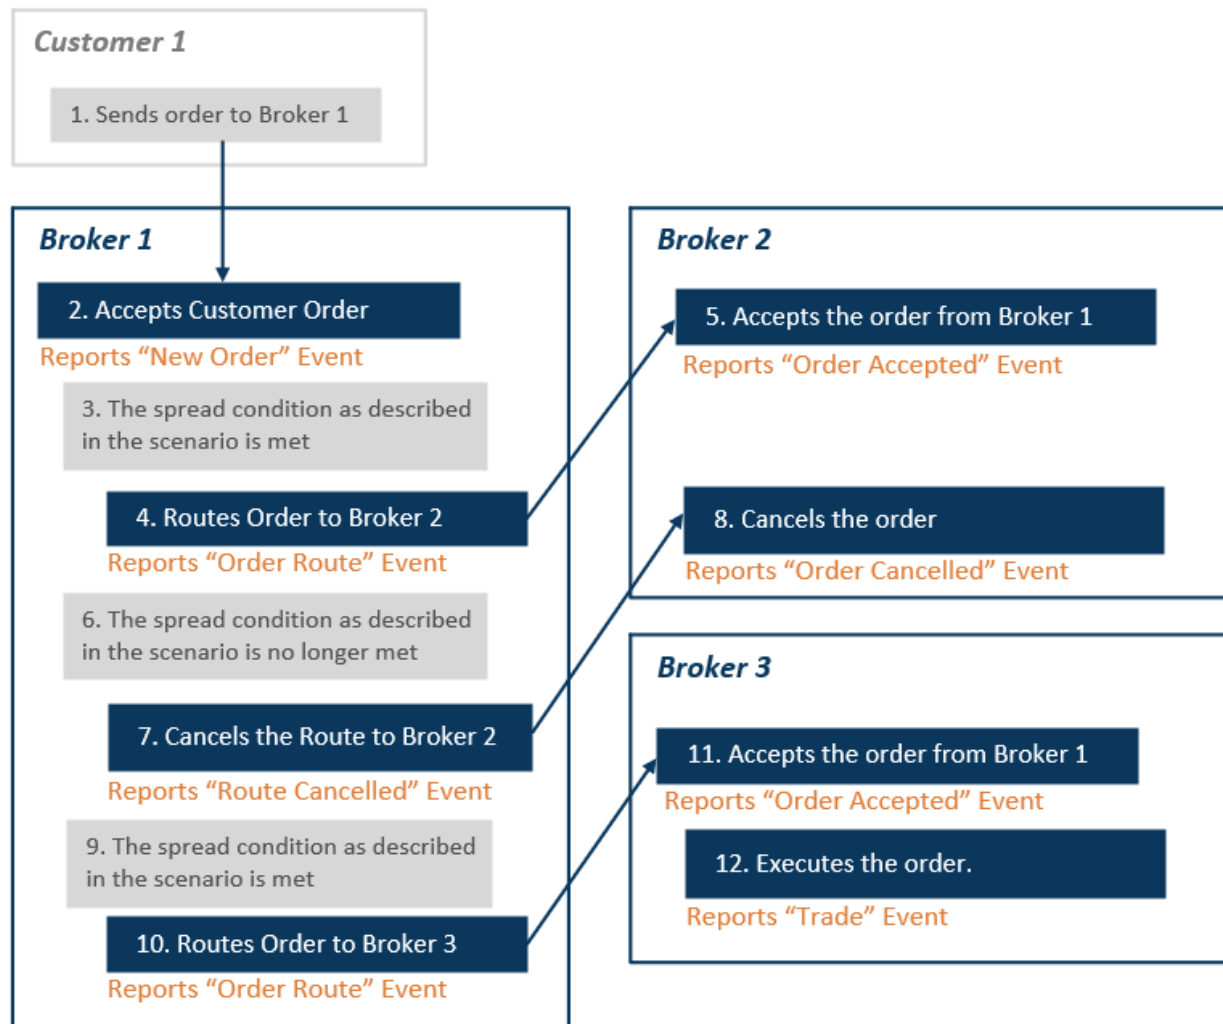 Customer 1
1. Sends order to Broker 1
Broker 1
2. Accepts Customer Order
Reports “New Order” Event
3. The spread condition as described
in the scenario is met
4. Routes Order to Broker 2
Reports “Order Route” Event
6. The spread condition as described
in the scenario is no longer met
7. Cancels the Route to Broker 2
Reports “Route Cancelled” Event
9. The spread condition as described
in the scenario is met
10. Routes Order to Broker 3
Reports “Order Route” Event
Broker 2
5. Accepts the order from Broker 1
Reports “Order Accepted” Event
8. Cancels the order
Reports “Order Cancelled” Event
Broker 3
11. Accepts the order from Broker 1
Reports “Order Accepted” Event
12. Executes the order.
Reports “Trade” Event